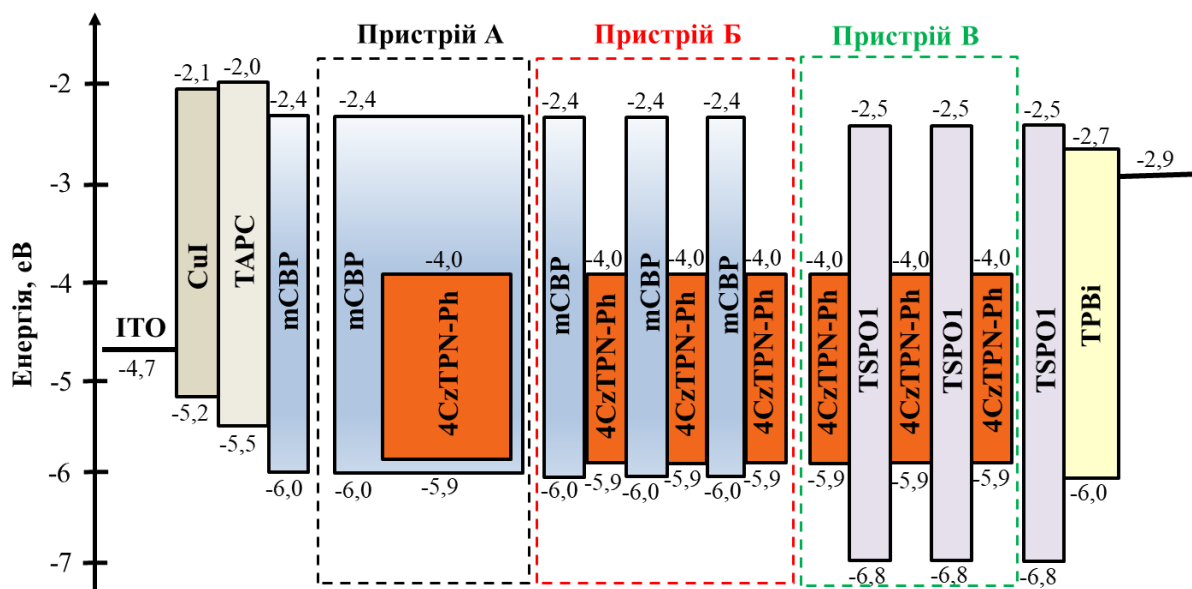 Пристрій А
Пристрій Б
Пристрій В
Енергія, еВ
-2
-3
-4
-5
-6
-7
ITO
-4,7
-2,1
CuI
-5,2
-2,0
TAPC
-5,5
-2,4
mCBP
-6,0
-2,4
mCBP
-6,0
-4,0
4CzTPN-Ph
-5,9
-2,4
mCBP
-6,0
-4,0
4CzTPN-Ph
-5,9
-2,4
mCBP
-6,0
-4,0
4CzTPN-Ph
-5,9
-2,4
mCBP
-6,0
-4,0
4CzTPN-Ph
-5,9
-4,0
4CzTPN-Ph
-5,9
-2,5
TSPO1
-6,8
-4,0
4CzTPN-Ph
-5,9
-2,5
TSPO1
-6,8
-4,0
4CzTPN-Ph
-5,9
-2,5
TSPO1
-6,8
-2,7
TPBi
-6,0
-2,9